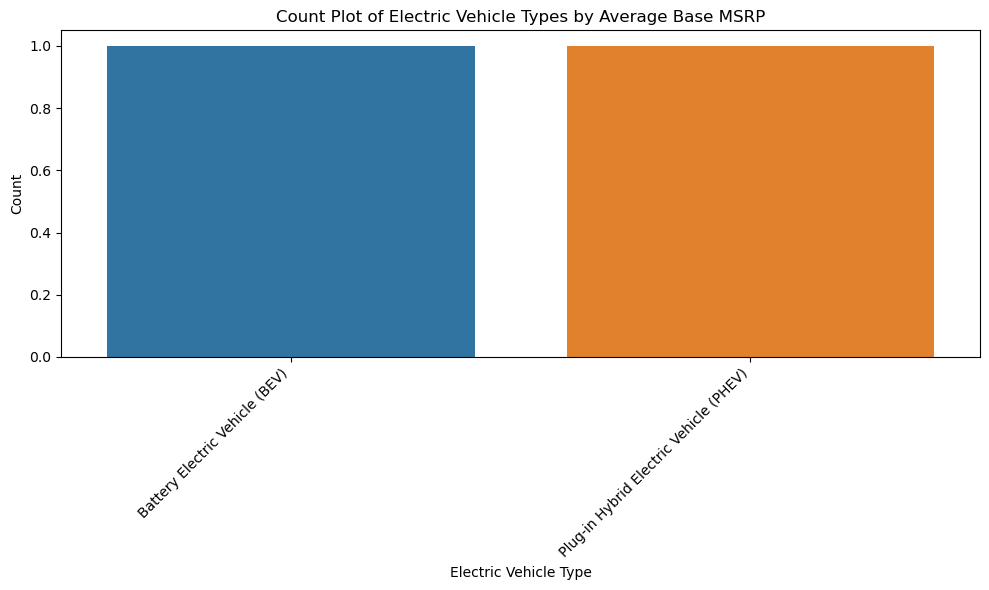 Count Plot of Electric Vehicle Types by Average Base MSRP
1.0
0.8
0.6
0.4
0.2
0.0
Count
Battery Electric Vehicle (BEV)
Plug-in Hybrid Electric Vehicle (PHEV)
Electric Vehicle Type